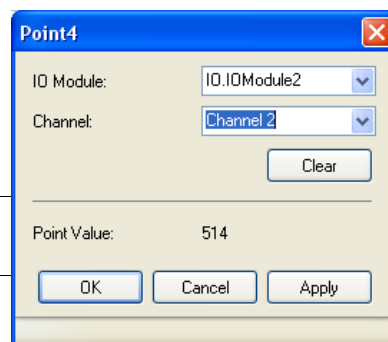 Point4
IO Module: IO.IOModule2
Channel: Channel 2
Clear
Point Value: 514
OK Cancel Apply